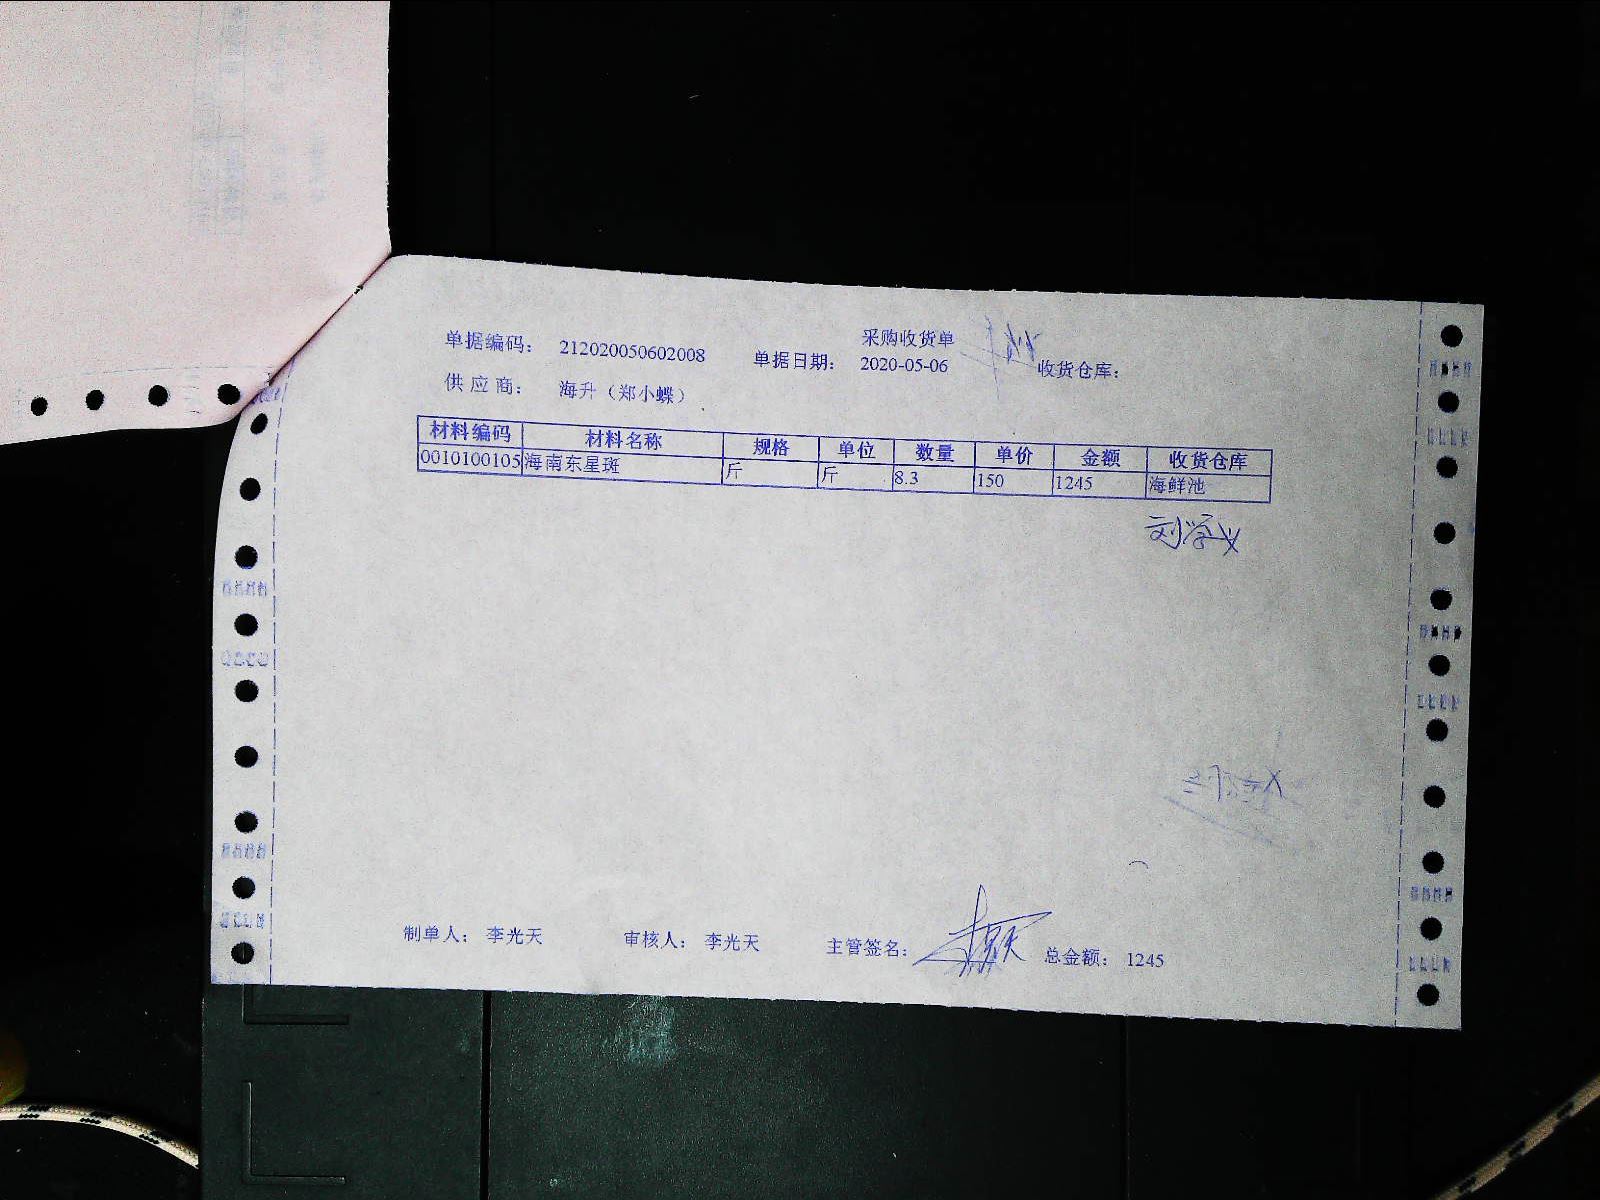 采购收货单
单据编码： 212020050602008 单据日期： 2020-05-06 收货仓库：
供应商： 海升（郑小蝶）
材料编码 材料名称 规格 单位 数量 单价 金额 收货仓库
0010100105 海南东星斑 斤 斤 8.3 150 1245 海鲜池
刘学义
制单人： 李光天 审核人： 李光天 主管签名： 总金额： 1245